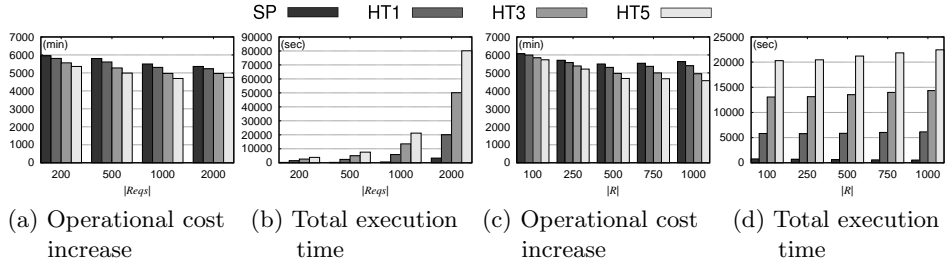 SP HT1 HT3 HT5
7000
6000
5000
4000
3000
2000
1000
0
(min)
200 500 1000 2000
|Reqs|
90000
80000
70000
60000
50000
40000
30000
20000
10000
0
(sec)
200 500 1000 2000
|Reqs|
7000
6000
5000
4000
3000
2000
1000
0
(min)
100 250 500 750 1000
|R|
25000
20000
15000
10000
5000
0
(sec)
100 250 500 750 1000
|R|
(a) Operational cost
increase
(b) Total execution
time
(c) Operational cost
increase
(d) Total execution
time